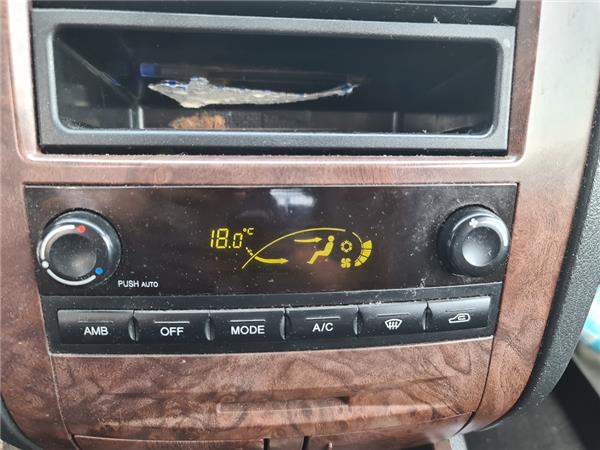 18.0°C
PUSH AUTO
AMB OFF MODE A/C